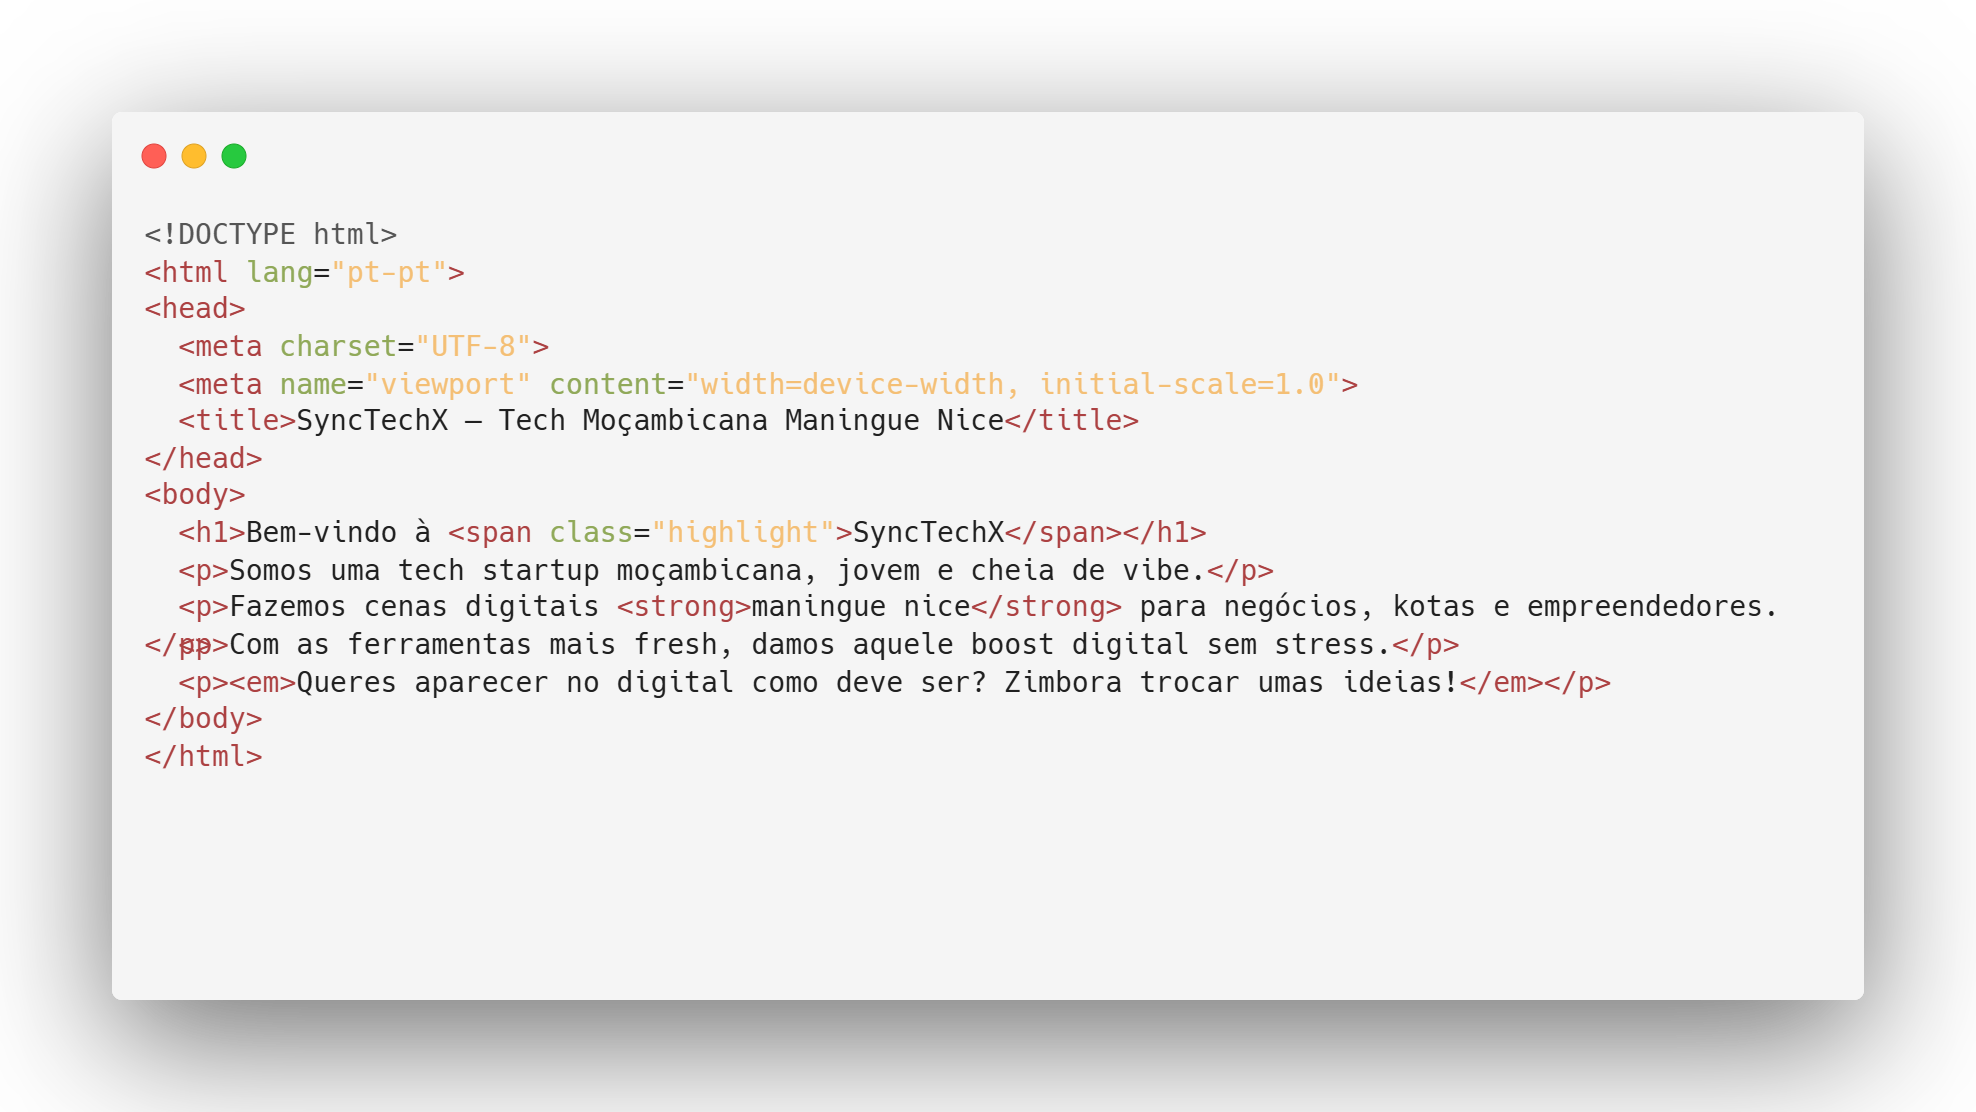 <!DOCTYPE html>
<html lang="pt-pt">
<head>
  <meta charset="UTF-8">
  <meta name="viewport" content="width=device-width, initial-scale=1.0">
  <title>SyncTechX — Tech Moçambicana Maningue Nice</title>
</head>
<body>
  <h1>Bem-vindo à <span class="highlight">SyncTechX</span></h1>
  <p>Somos uma tech startup moçambicana, jovem e cheia de vibe.</p>
  <p>Fazemos cenas digitais <strong>maningue nice</strong> para negócios, kotas e empreendedores.</p>
  <p>Com as ferramentas mais fresh, damos aquele boost digital sem stress.</p>
  <p><em>Queres aparecer no digital como deve ser? Zimbora trocar umas ideias!</em></p>
</body>
</html>